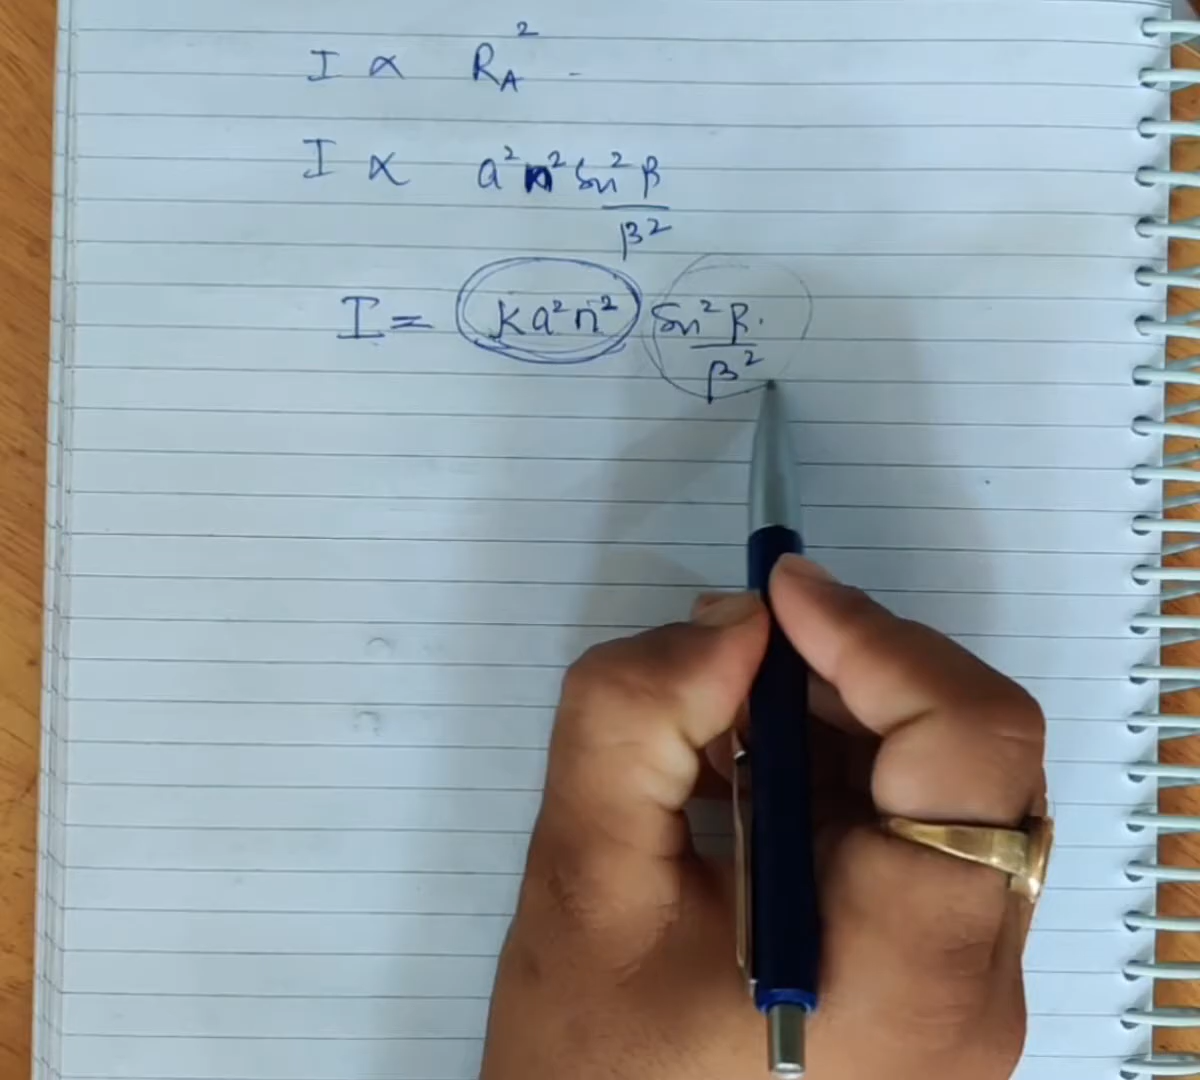 I ∝ R_A²
I ∝ a²n² Sin²β / β²
I = Ka²n² Sin²β / β²